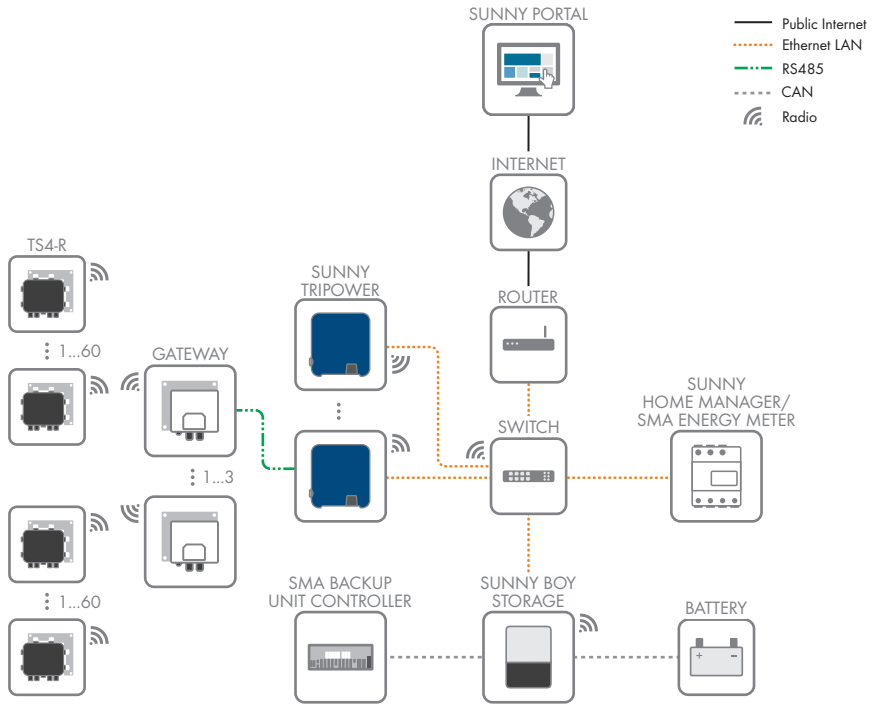 SUNNY PORTAL
Public Internet
Ethernet LAN
RS485
CAN
Radio
INTERNET
TS4-R
SUNNY
TRIPOWER
ROUTER
1...60
GATEWAY
SUNNY
HOME MANAGER/
SMA ENERGY METER
SWITCH
1...3
SMA BACKUP
UNIT CONTROLLER
SUNNY BOY
STORAGE
1...60
BATTERY
+ −